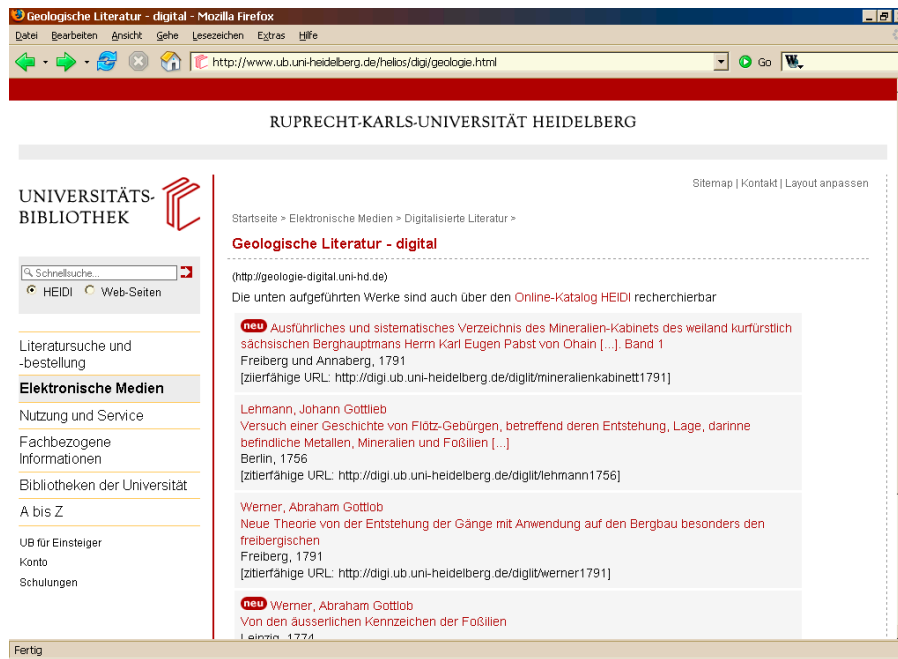 Geologische Literatur - digital - Mozilla Firefox
Datei Bearbeiten Ansicht Gehe Lesezeichen Extras Hilfe
http://www.ub.uni-heidelberg.de/helios/digi/geologie.html Go
RUPRECHT-KARLS-UNIVERSITÄT HEIDELBERG
Sitemap | Kontakt | Layout anpassen
UNIVERSITÄTS-
BIBLIOTHEK
Schnellsuche...
HEIDI Web-Seiten
Literatursuche und
-bestellung
Elektronische Medien
Nutzung und Service
Fachbezogene
Informationen
Bibliotheken der Universität
A bis Z
UB für Einsteiger
Konto
Schulungen
Startseite > Elektronische Medien > Digitalisierte Literatur >
Geologische Literatur - digital
(http://geologie-digital.uni-hd.de)
Die unten aufgeführten Werke sind auch über den Online-Katalog HEIDI recherchierbar
neu Ausführliches und sistematisches Verzeichnis des Mineralien-Kabinets des weiland kurfürstlich
sächsischen Berghauptmans Herrn Karl Eugen Pabst von Ohain [...]. Band 1
Freiberg und Annaberg, 1791
[ziierfähige URL: http://digi.ub.uni-heidelberg.de/diglit/mineralienkabinett1791]
Lehmann, Johann Gottlieb
Versuch einer Geschichte von Flötz-Gebürgen, betreffend deren Entstehung, Lage, darinne
befindliche Metallen, Mineralien und Foßilien [...]
Berlin, 1756
[zitierfähige URL: http://digi.ub.uni-heidelberg.de/diglit/lehmann1756]
Werner, Abraham Gottlob
Neue Theorie von der Entstehung der Gänge mit Anwendung auf den Bergbau besonders den
freibergischen
Freiberg, 1791
[zitierfähige URL: http://digi.ub.uni-heidelberg.de/diglit/werner1791]
neu Werner, Abraham Gottlob
Von den äusserlichen Kennzeichen der Foßilien
Leipzig, 1774
Fertig